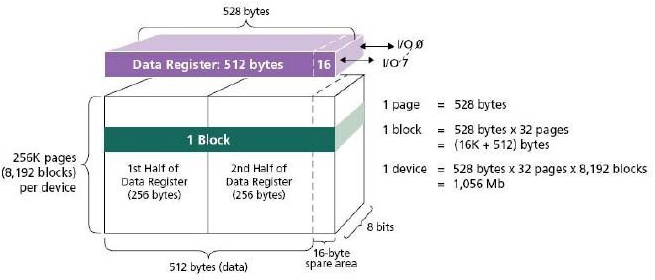 528 bytes
I/O 0
Data Register: 512 bytes
16
I/O 7
1 page = 528 bytes
1 block = 528 bytes x 32 pages
= (16K + 512) bytes
1 device = 528 bytes x 32 pages x 8,192 blocks
= 1,056 Mb
1 Block
256K pages
(8,192 blocks)
per device
1st Half of
Data Register
(256 bytes)
2nd Half of
Data Register
(256 bytes)
8 bits
512 bytes (data)
16-byte
spare area